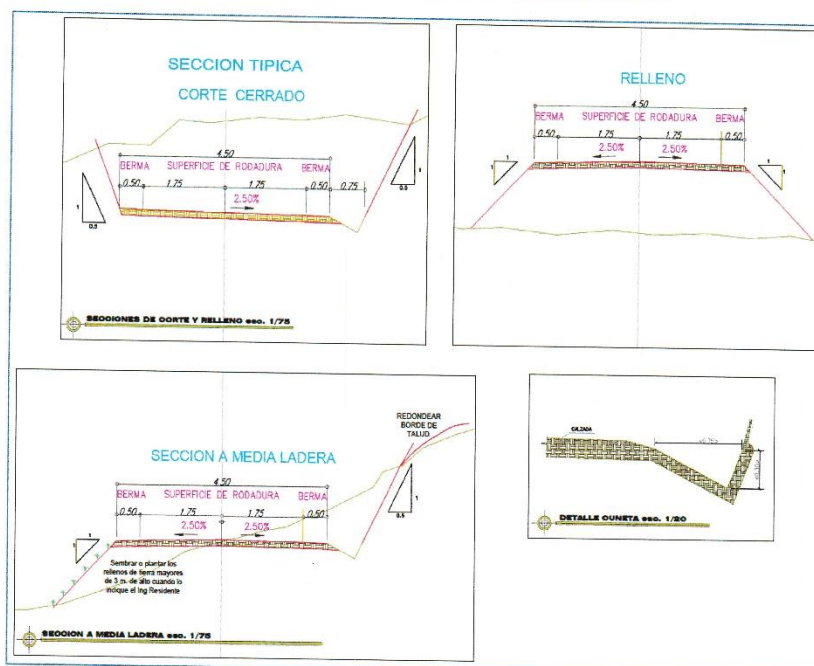 SECCION TIPICA
CORTE CERRADO
4.50
BERMA SUPERFICIE DE RODADURA BERMA
0.50 1.75 1.75 0.50 0.75
2.50%
1
0.5
1
0.5
SECCIONES DE CORTE Y RELLENO esc. 1/75
RELLENO
4.50
BERMA SUPERFICIE DE RODADURA BERMA
0.50 1.75 1.75 0.50
2.50% 2.50%
1
1
1
1
REDONDEAR
BORDE DE
TALUD
SECCION A MEDIA LADERA
4.50
BERMA SUPERFICIE DE RODADURA BERMA
0.50 1.75 1.75 0.50
2.50% 2.50%
1
1
1
0.5
Sembrar o plantar los
rellenos de tierra mayores
de 3 m. de alto cuando lo
indique el Ing Residente
SECCION A MEDIA LADERA esc. 1/75
CALZADA
DETALLE CUNETA esc. 1/20